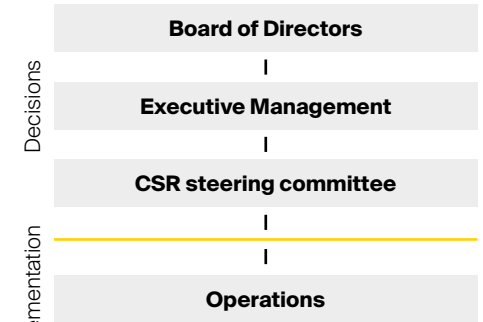 Board of Directors
Decisions
Executive Management
CSR steering committee
ementation
Operations